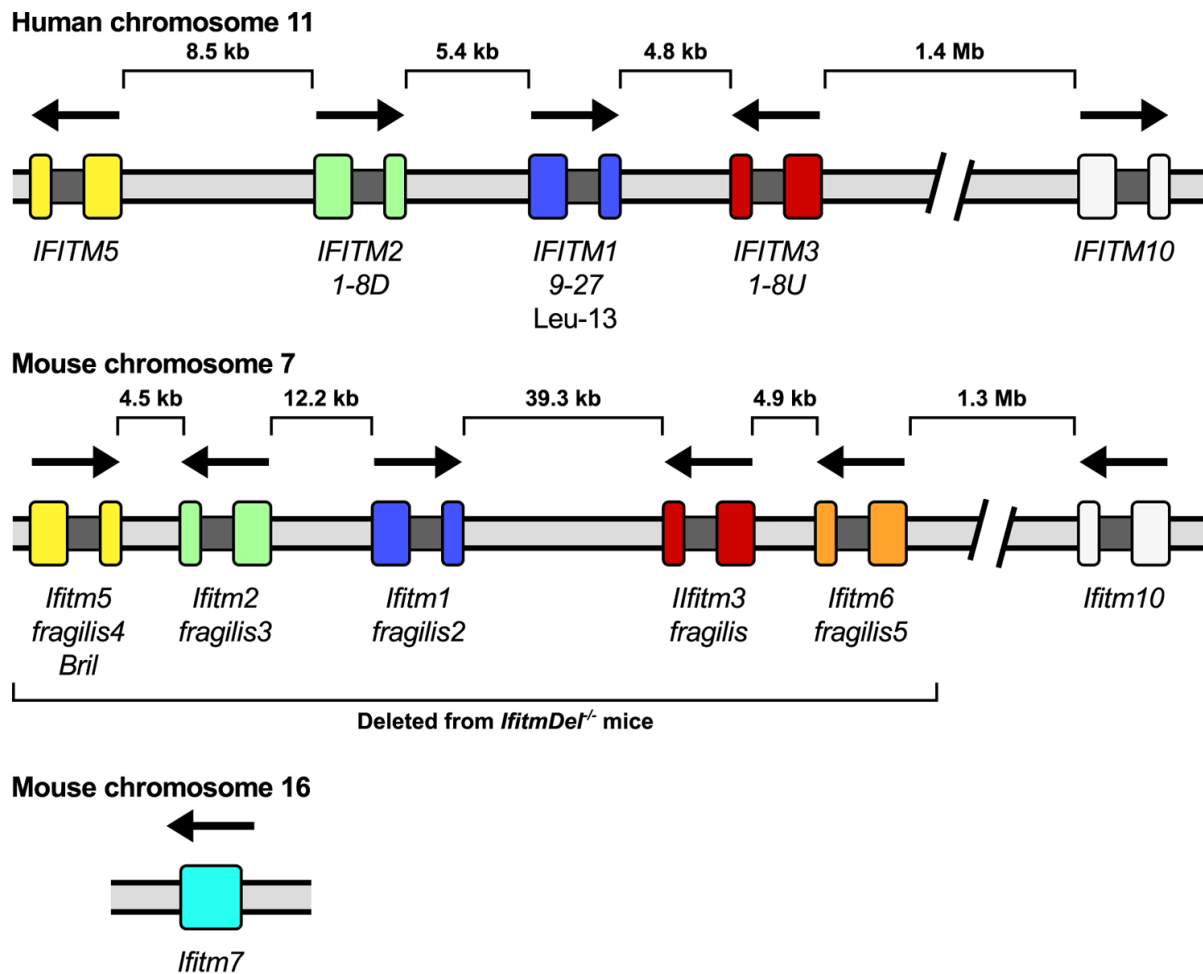 Human chromosome 11
8.5 kb 5.4 kb 4.8 kb 1.4 Mb
IFITM5 IFITM2 IFITM1 IFITM3 IFITM10
1-8D 9-27 1-8U
Leu-13
Mouse chromosome 7
4.5 kb 12.2 kb 39.3 kb 4.9 kb 1.3 Mb
Ifitm5 Ifitm2 Ifitm1 IIfitm3 Ifitm6 Ifitm10
fragilis4 fragilis3 fragilis2 fragilis fragilis5
Bril
Deleted from IfitmDel-/- mice
Mouse chromosome 16
Ifitm7